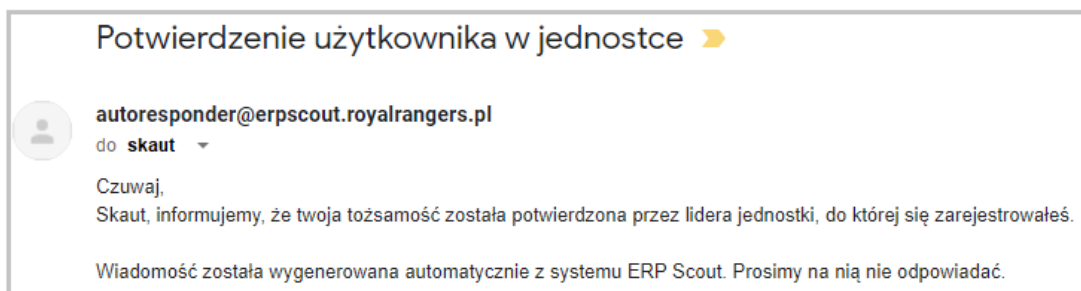 Potwierdzenie użytkownika w jednostce
autoresponder@erpscout.royalrangers.pl
do skaut
Czuwaj,
Skaut, informujemy, że twoja tożsamość została potwierdzona przez lidera jednostki, do której się zarejestrowałeś.
Wiadomość została wygenerowana automatycznie z systemu ERP Scout. Prosimy na nią nie odpowiadać.